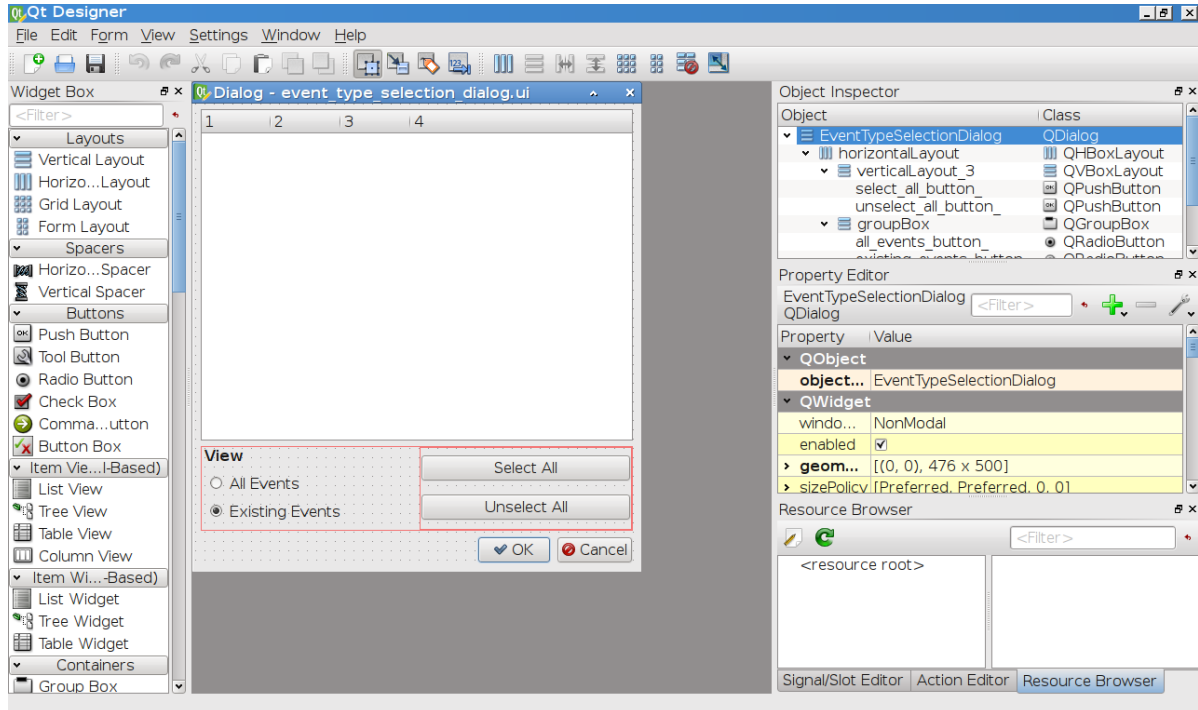 Qt Designer
File Edit Form View Settings Window Help
123
Widget Box
<Filter>
Layouts
Vertical Layout
Horizo...Layout
Grid Layout
Form Layout
Spacers
Horizo...Spacer
Vertical Spacer
Buttons
OK Push Button
Tool Button
Radio Button
Check Box
Comma...utton
Button Box
Item Vie...l-Based)
List View
Tree View
Table View
Column View
Item Wi...-Based)
List Widget
Tree Widget
Table Widget
Containers
Group Box
Dialog - event_type_selection_dialog.ui
1 2 3 4
View
All Events
Existing Events
Select All
Unselect All
OK
Cancel
Object Inspector
Object Class
EventTypeSelectionDialog QDialog
horizontalLayout QHBoxLayout
verticalLayout_3 QVBoxLayout
select_all_button_ OK QPushButton
unselect_all_button_ OK QPushButton
groupBox QGroupBox
all_events_button_ QRadioButton
existing_events_button_ QRadioButton
Property Editor
EventTypeSelectionDialog
QDialog
<Filter>
Property Value
QObject
object... EventTypeSelectionDialog
QWidget
windo... NonModal
enabled
geom... [(0, 0), 476 x 500]
sizePolicy [Preferred, Preferred, 0, 0]
Resource Browser
<Filter>
<resource root>
Signal/Slot Editor Action Editor Resource Browser